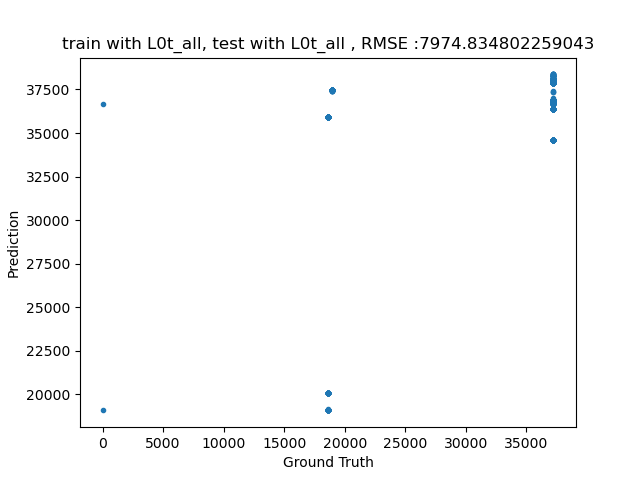 train with L0t_all, test with L0t_all , RMSE :7974.834802259043
37500
35000
32500
30000
27500
25000
22500
20000
Prediction
0 5000 10000 15000 20000 25000 30000 35000
Ground Truth